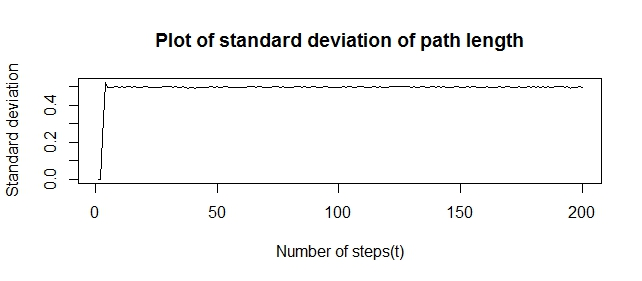 Plot of standard deviation of path length
Standard deviation
0.4
0.2
0.0
0 50 100 150 200
Number of steps(t)